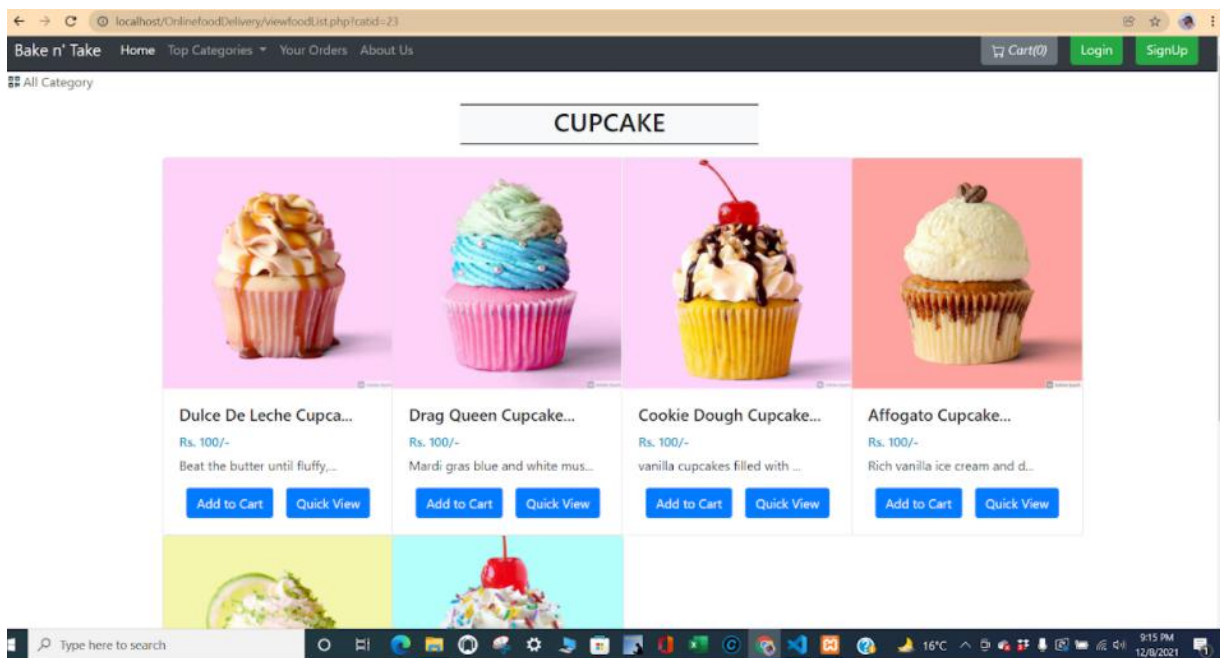 localhost/OnlinefoodDelivery/viewfoodList.php?catid=23
Bake n' Take Home Top Categories Your Orders About Us Cart(0) Login SignUp
All Category
CUPCAKE
Dulce De Leche Cupca... Drag Queen Cupcake... Cookie Dough Cupcake... Affogato Cupcake...
Rs. 100/- Rs. 100/- Rs. 100/- Rs. 100/-
Beat the butter until fluffy,... Mardi gras blue and white mus... vanilla cupcakes filled with ... Rich vanilla ice cream and d...
Add to Cart Quick View Add to Cart Quick View Add to Cart Quick View Add to Cart Quick View
Type here to search 16°C 9:15 PM
12/8/2021